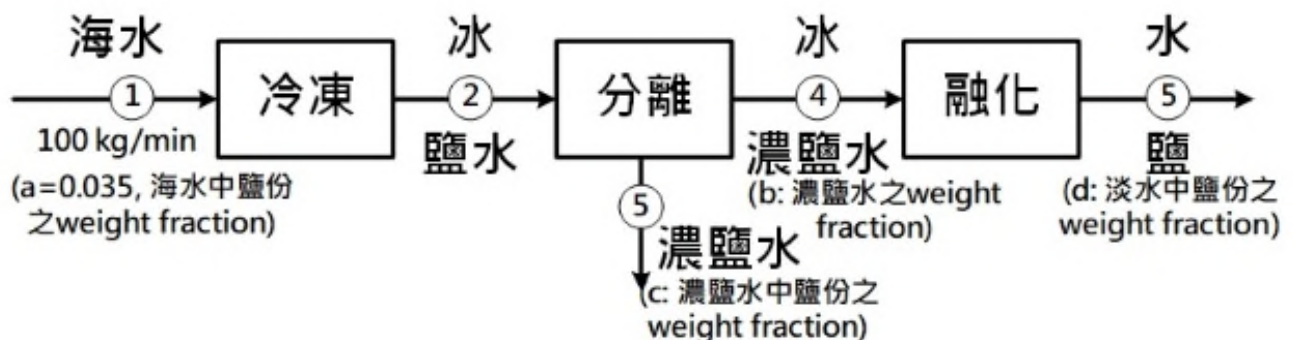 海水
①
100 kg/min
(a=0.035, 海水中鹽份
之weight fraction)
冷凍
冰
②
鹽水
分離
⑤
濃鹽水
(c: 濃鹽水中鹽份之
weight fraction)
冰
④
濃鹽水
(b: 濃鹽水之weight
fraction)
融化
水
⑤
鹽
(d: 淡水中鹽份之
weight fraction)